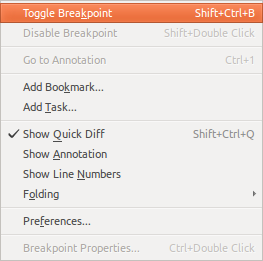 Toggle Breakpoint Shift+Ctrl+B
Disable Breakpoint Shift+Double Click
Go to Annotation Ctrl+1
Add Bookmark...
Add Task...
Show Quick Diff Shift+Ctrl+Q
Show Annotation
Show Line Numbers
Folding
Preferences...
Breakpoint Properties... Ctrl+Double Click